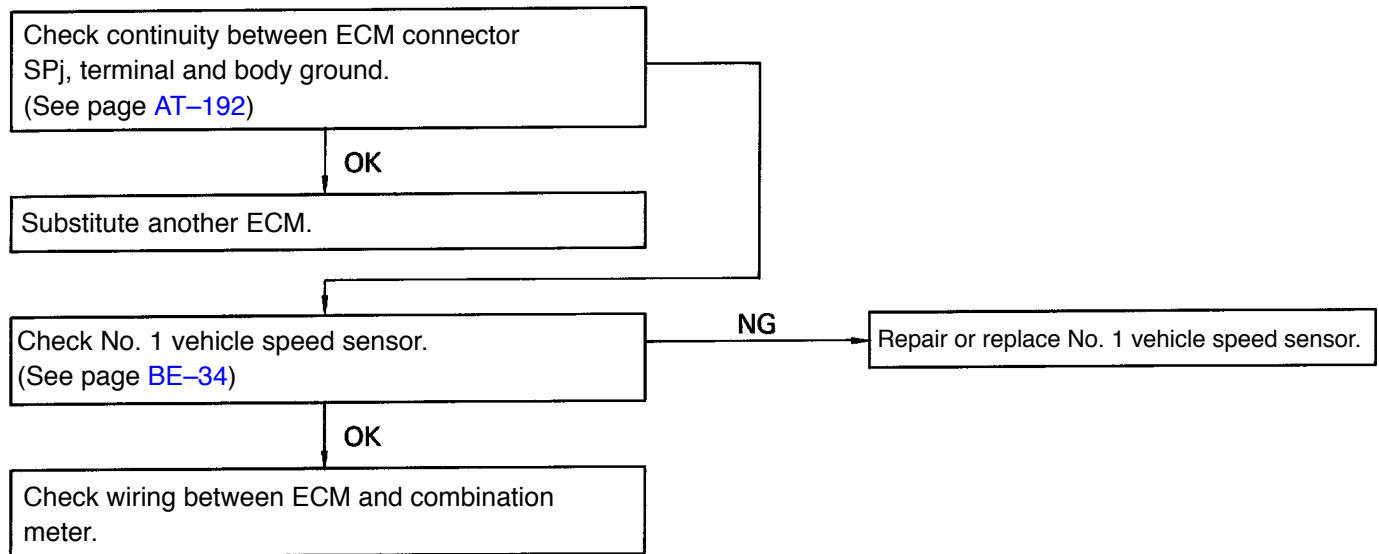 Check continuity between ECM connector
SPj, terminal and body ground.
(See page AT–192)
OK
Substitute another ECM.
Check No. 1 vehicle speed sensor.
(See page BE–34)
NG
Repair or replace No. 1 vehicle speed sensor.
OK
Check wiring between ECM and combination
meter.